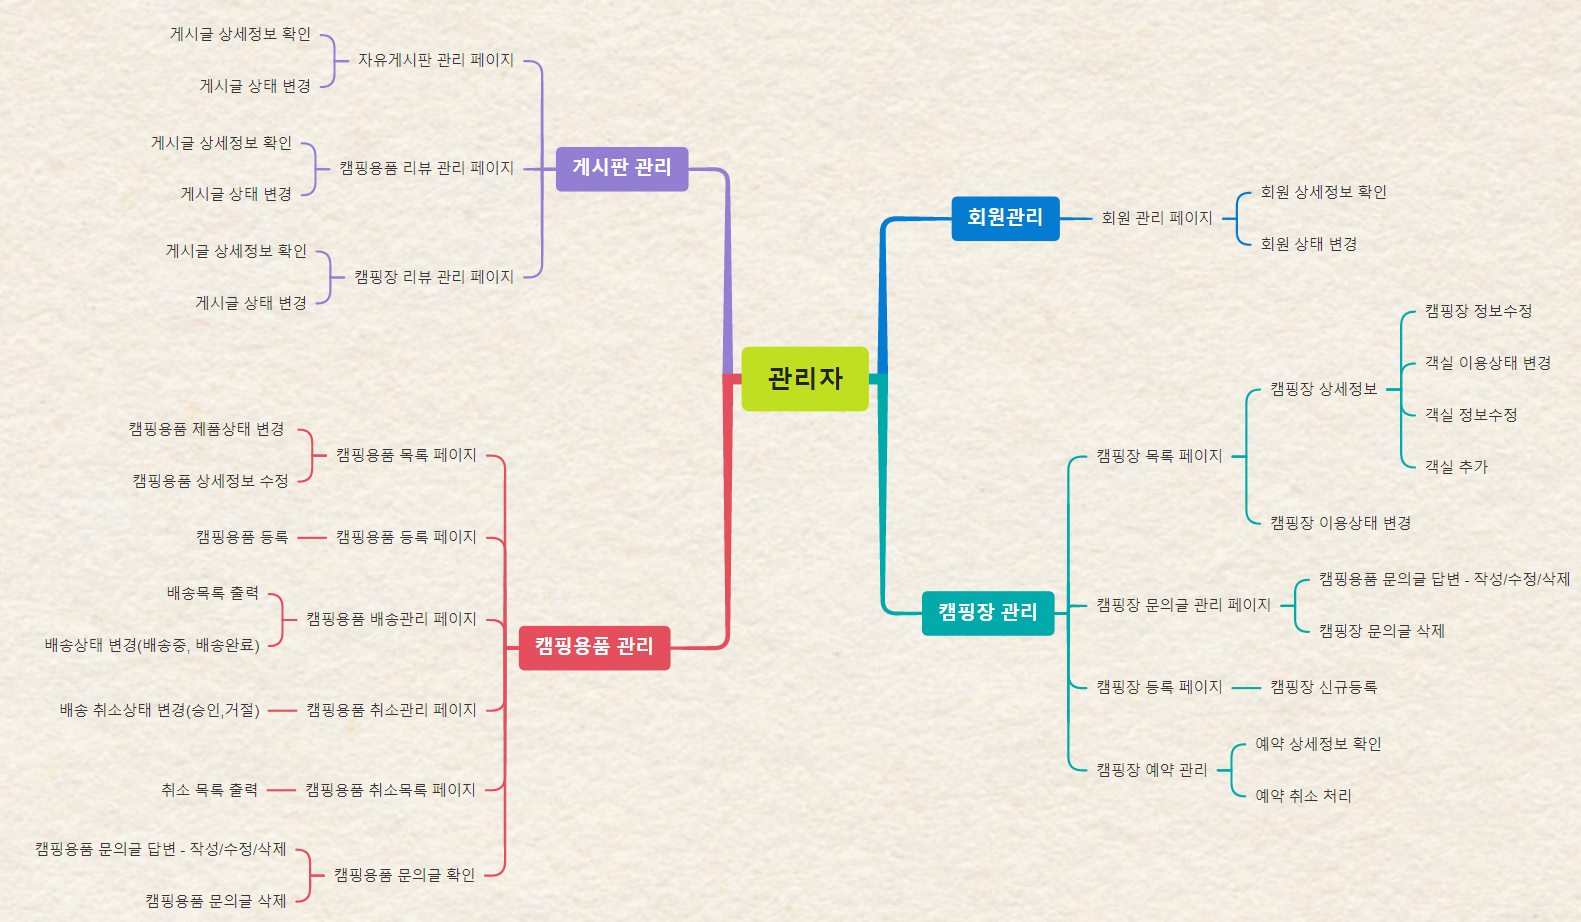 관리자
게시판 관리
자유게시판 관리 페이지
게시글 상세정보 확인
게시글 상태 변경
캠핑용품 리뷰 관리 페이지
게시글 상세정보 확인
게시글 상태 변경
캠핑장 리뷰 관리 페이지
게시글 상세정보 확인
게시글 상태 변경
캠핑용품 관리
캠핑용품 목록 페이지
캠핑용품 제품상태 변경
캠핑용품 상세정보 수정
캠핑용품 등록 페이지
캠핑용품 등록
캠핑용품 배송관리 페이지
배송목록 출력
배송상태 변경(배송중, 배송완료)
캠핑용품 취소관리 페이지
배송 취소상태 변경(승인,거절)
캠핑용품 취소목록 페이지
취소 목록 출력
캠핑용품 문의글 확인
캠핑용품 문의글 답변 - 작성/수정/삭제
캠핑용품 문의글 삭제
회원관리
회원 관리 페이지
회원 상세정보 확인
회원 상태 변경
캠핑장 관리
캠핑장 목록 페이지
캠핑장 상세정보
캠핑장 정보수정
객실 이용상태 변경
객실 정보수정
객실 추가
캠핑장 이용상태 변경
캠핑장 문의글 관리 페이지
캠핑용품 문의글 답변 - 작성/수정/삭제
캠핑장 문의글 삭제
캠핑장 등록 페이지
캠핑장 신규등록
캠핑장 예약 관리
예약 상세정보 확인
예약 취소 처리